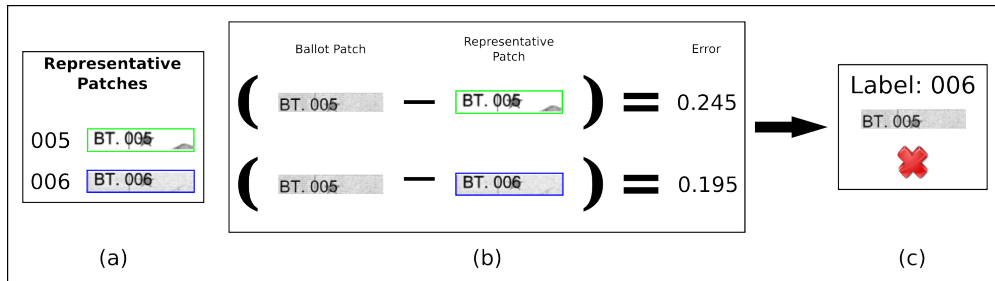 Representative
Patches
005 BT. 005
006 BT. 006
(a)
Ballot Patch Representative Patch Error
( BT. 005 − BT. 005 ) = 0.245
( BT. 005 − BT. 006 ) = 0.195
(b)
Label: 006
BT. 005
(c)